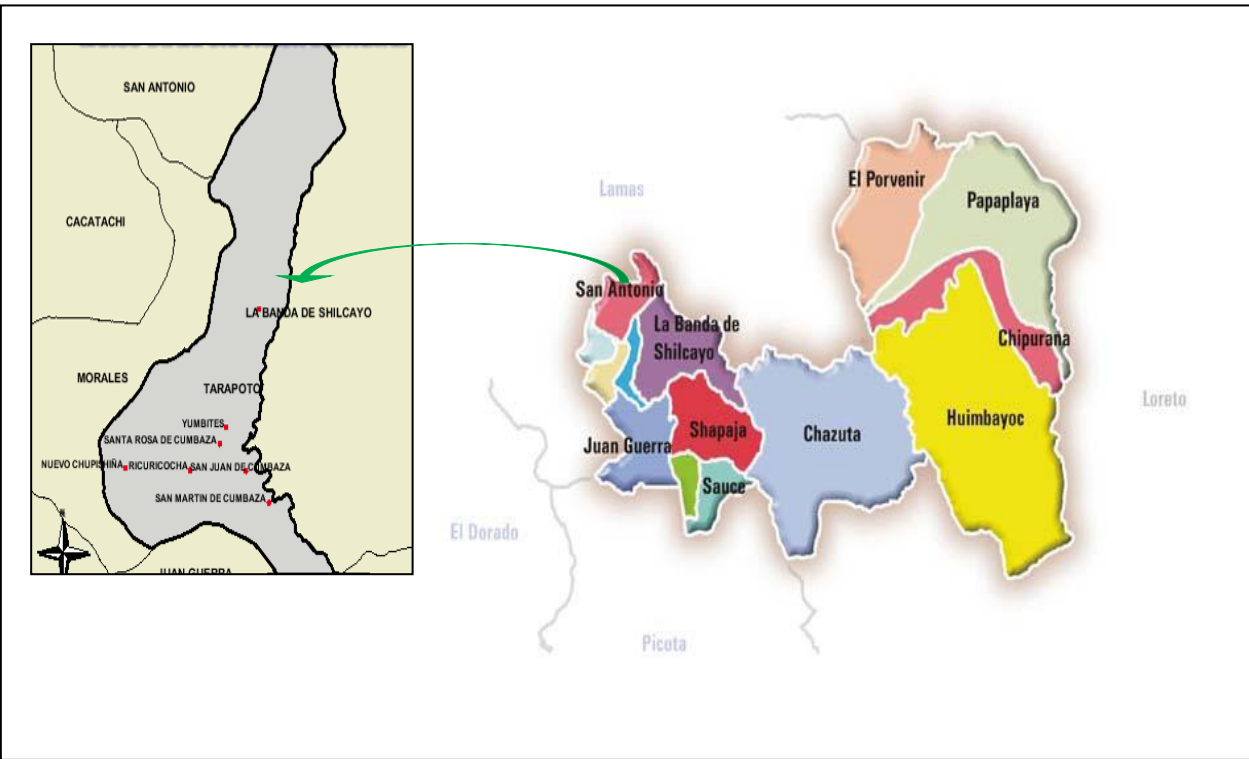 SAN ANTONIO
CACATACHI
LA BANDA DE SHILCAYO
MORALES
TARAPOTO
YUMBITES
SANTA ROSA DE CUMBAZA
NUEVO CHUPISHIÑA
RICURICOCHA
SAN JUAN DE CUMBAZA
SAN MARTIN DE CUMBAZA
N
JUAN GUERRA
Lamas
El Porvenir
Papaplaya
San Antonio
La Banda de
Shilcayo
Chipurana
Loreto
Huimbayoc
Juan Guerra
Shapaja
Chazuta
Sauce
El Dorado
Picota